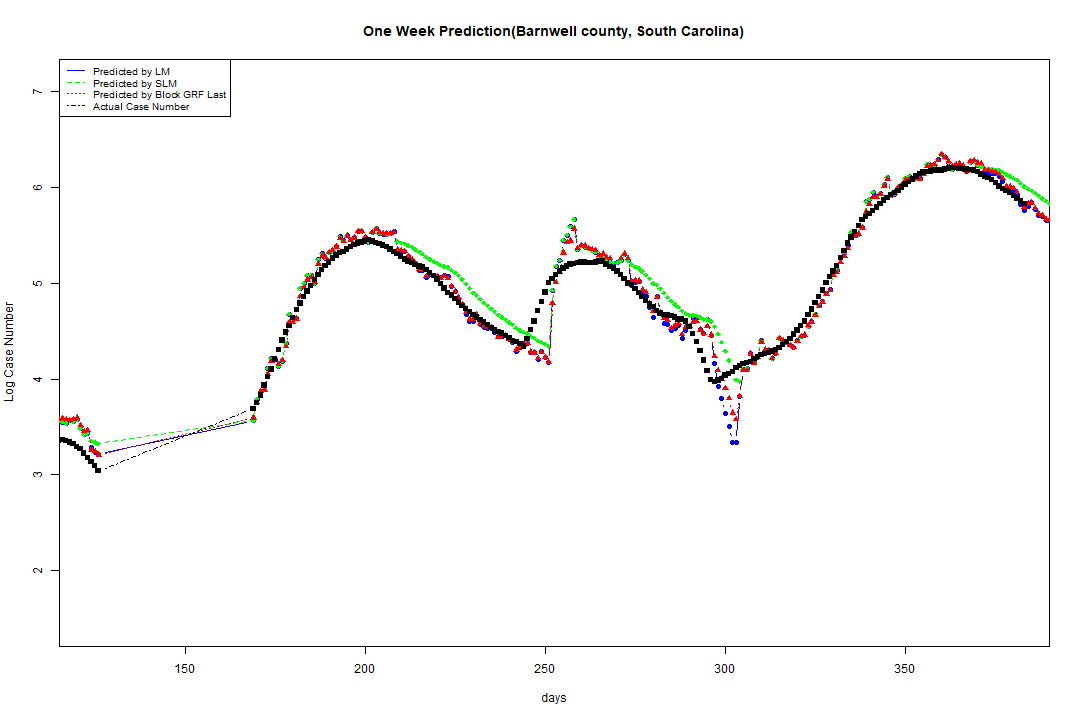 One Week Prediction(Barnwell county, South Carolina)
Predicted by LM
Predicted by SLM
Predicted by Block GRF Last
Actual Case Number
7
6
5
4
3
2
Log Case Number
150 200 250 300 350
days